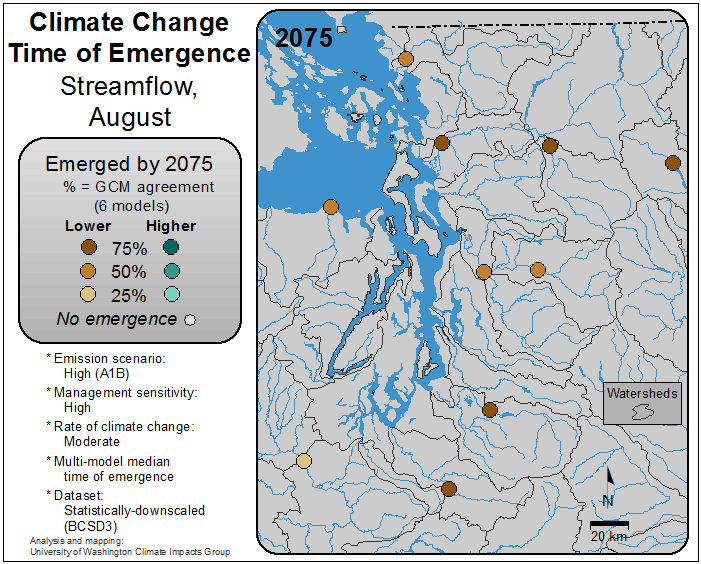 Climate Change
Time of Emergence
Streamflow,
August
Emerged by 2075
% = GCM agreement
(6 models)
Lower Higher
75%
50%
25%
No emergence
* Emission scenario:
High (A1B)
* Management sensitivity:
High
* Rate of climate change:
Moderate
* Multi-model median
time of emergence
* Dataset:
Statistically-downscaled
(BCSD3)
Analysis and mapping:
University of Washington Climate Impacts Group
2075
Watersheds
N
20 km